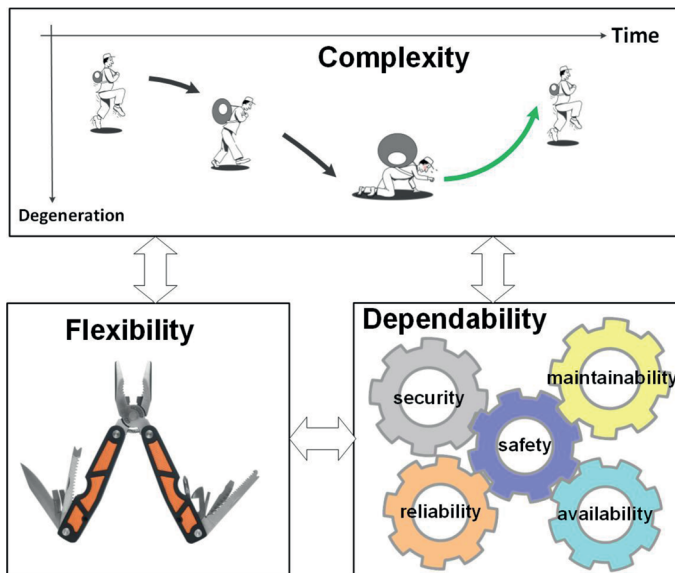 Time
Complexity
Degeneration
Flexibility
Dependability
security
maintainability
safety
reliability
availability